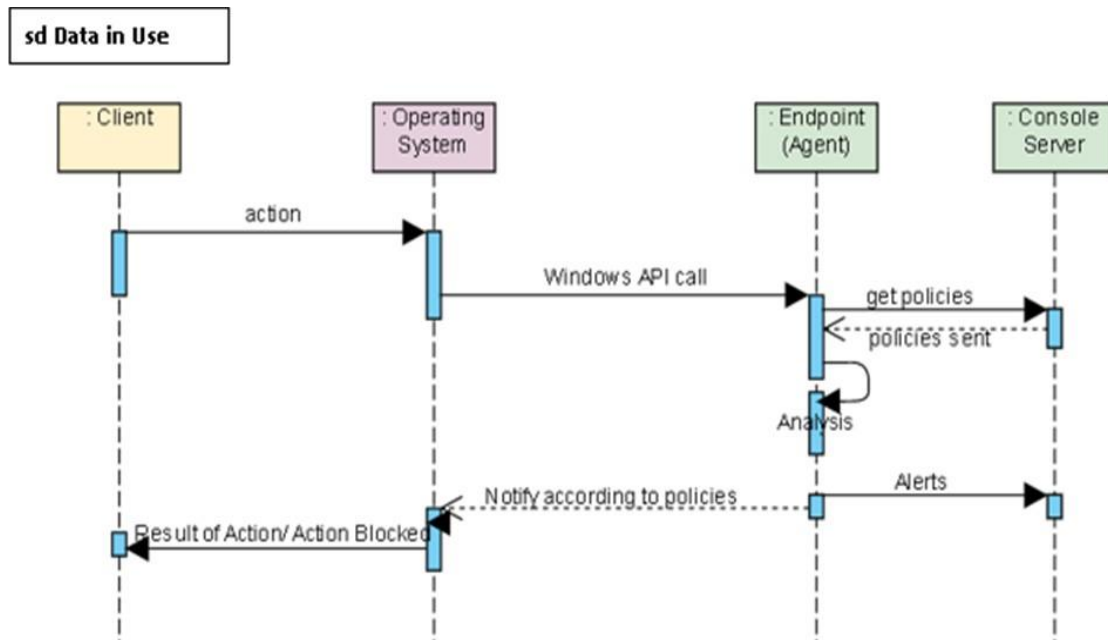 sd Data in Use
: Client
: Operating
System
: Endpoint
(Agent)
: Console
Server
action
Windows API call
get policies
policies sent
Analysis
Alerts
Notify according to policies
Result of Action/ Action Blocked